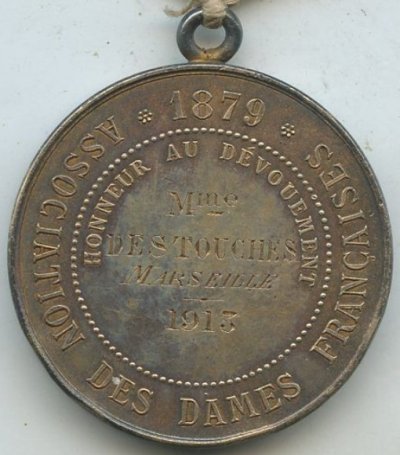 * 1879 *
ASSOCIATION DES DAMES FRANÇAISES
HONNEUR AU DÉVOUEMENT
Mme
DESTOUCHES
MARSEILLE
1913